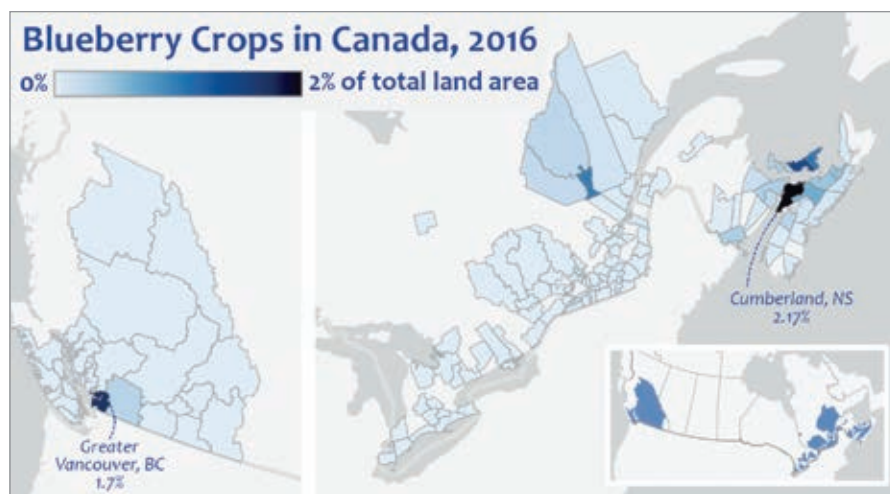 Blueberry Crops in Canada, 2016
0%
2% of total land area
Cumberland, NS
2.17%
Greater
Vancouver, BC
1.7%